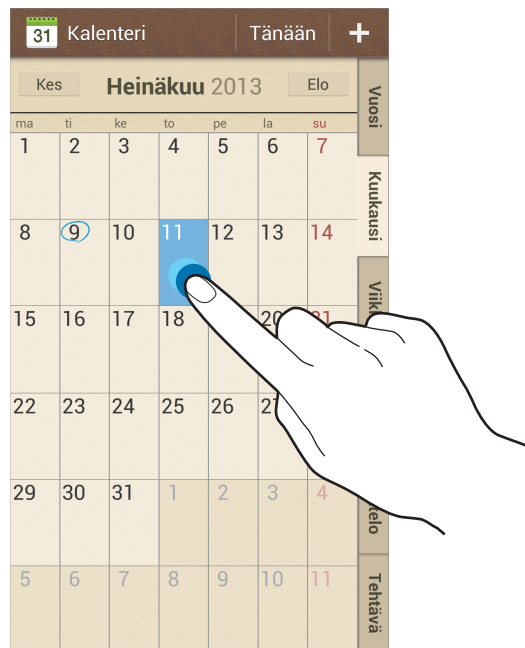 31 Kalenteri Tänään +
Kes Heinäkuu 2013 Elo
ma ti ke to pe la su
1 2 3 4 5 6 7
8 9 10 11 12 13 14
15 16 17 18 20 21
22 23 24 25 26
29 30 31 1 2 3 4
5 6 7 8 9 10 11
Vuosi
Kuukausi
Tehtävä